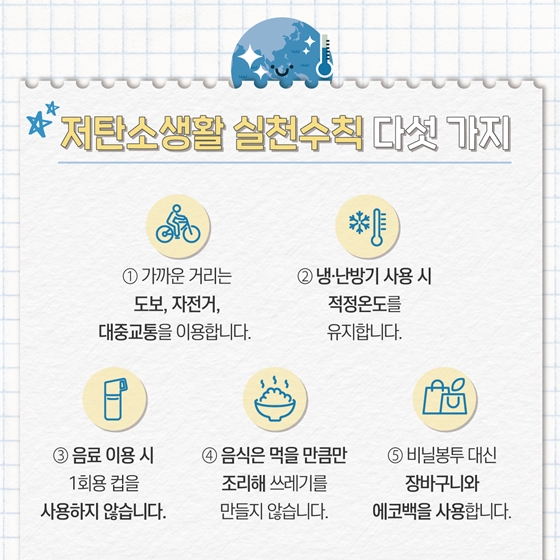 저탄소생활 실천수칙 다섯 가지
① 가까운 거리는
도보, 자전거,
대중교통을 이용합니다.
② 냉·난방기 사용 시
적정온도를
유지합니다.
③ 음료 이용 시
1회용 컵을
사용하지 않습니다.
④ 음식은 먹을 만큼만
조리해 쓰레기를
만들지 않습니다.
⑤ 비닐봉투 대신
장바구니와
에코백을 사용합니다.